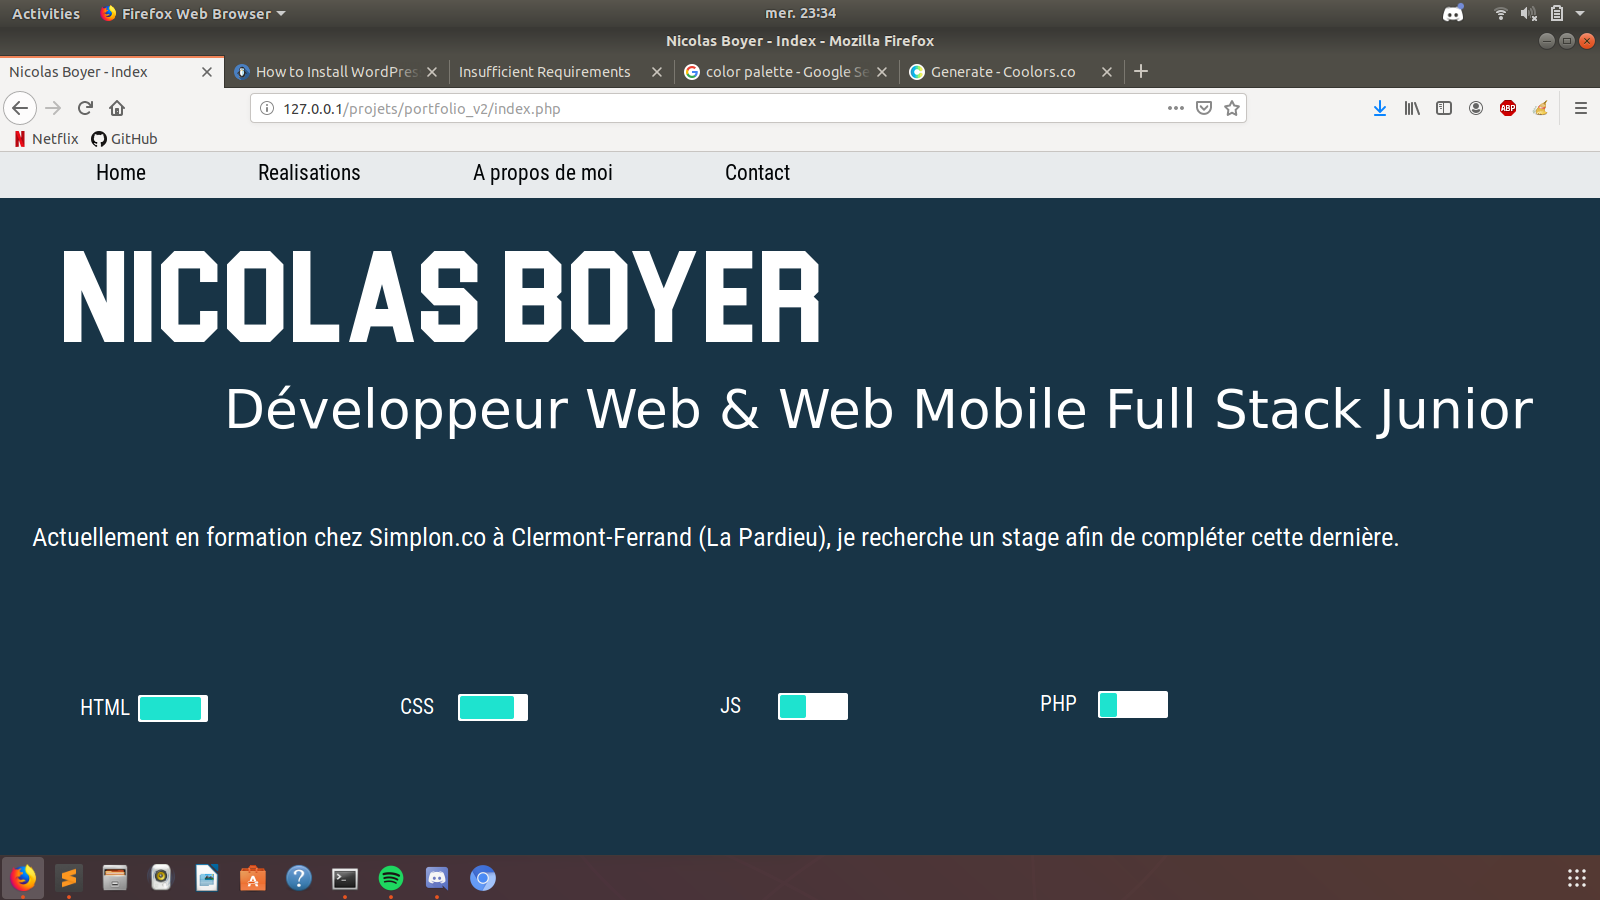 Activities Firefox Web Browser mer. 23:34
Nicolas Boyer - Index - Mozilla Firefox
Nicolas Boyer - Index How to Install WordPres Insufficient Requirements color palette - Google Se Generate - Coolors.co
127.0.0.1/projets/portfolio_v2/index.php ABP
Netflix GitHub
Home Realisations A propos de moi Contact
NICOLAS BOYER
Développeur Web & Web Mobile Full Stack Junior
Actuellement en formation chez Simplon.co à Clermont-Ferrand (La Pardieu), je recherche un stage afin de compléter cette dernière.
HTML CSS JS PHP